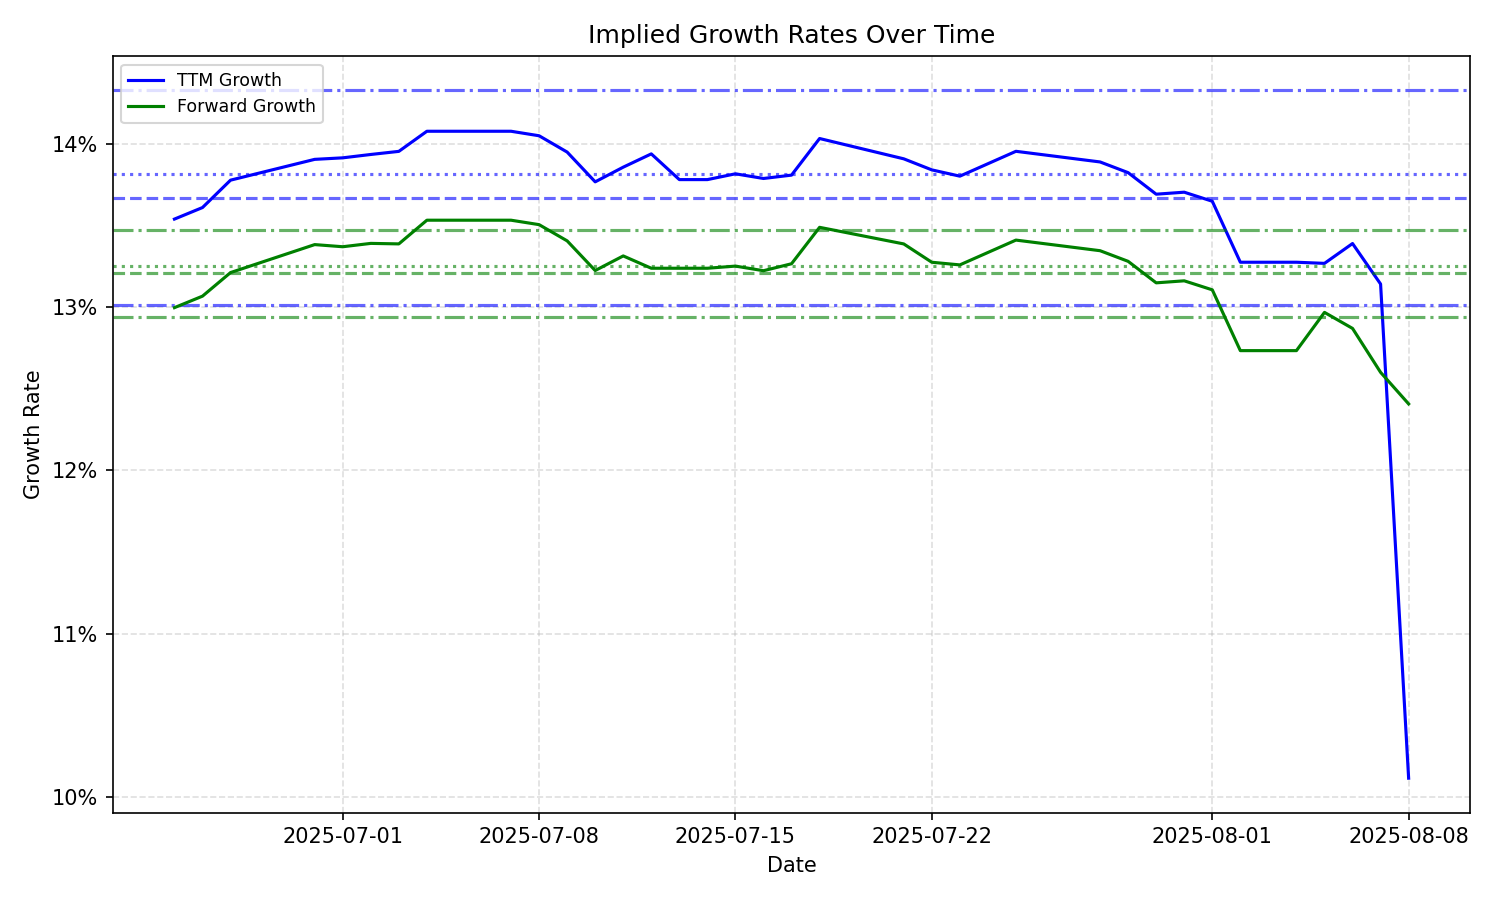 Implied Growth Rates Over Time
TTM Growth
Forward Growth
14%
13%
12%
11%
10%
Growth Rate
2025-07-01
2025-07-08
2025-07-15
2025-07-22
2025-08-01
2025-08-08
Date